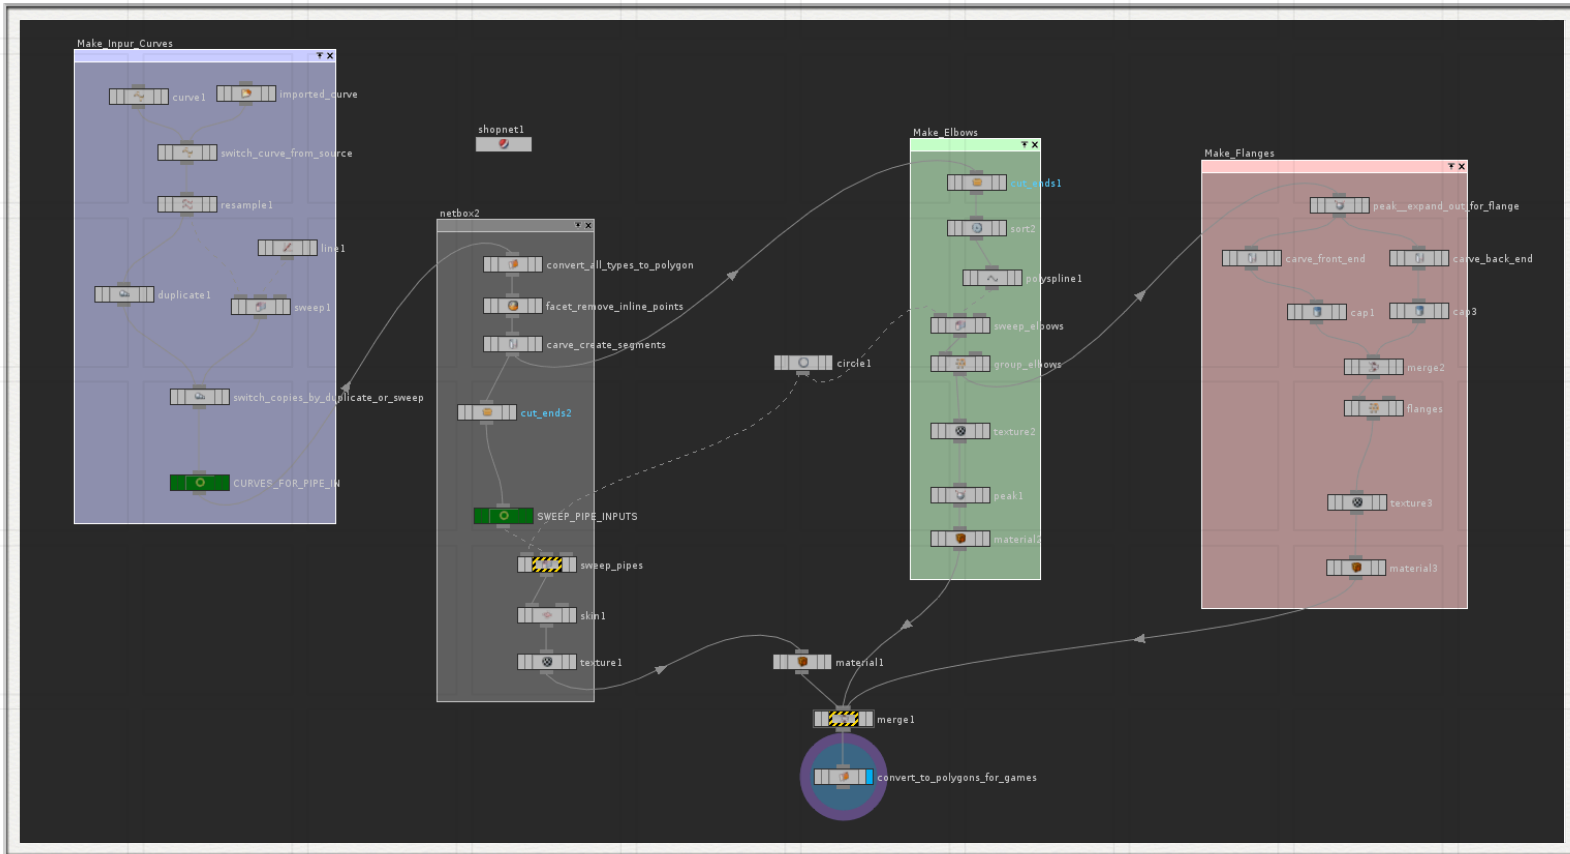 Make_Inpur_Curves
curve1
imported_curve
switch_curve_from_source
resample1
line1
duplicate1
sweep1
switch_copies_by_duplicate_or_sweep
CURVES_FOR_PIPE_IN
shopnet1
netbox2
convert_all_types_to_polygon
facet_remove_inline_points
carve_create_segments
cut_ends2
SWEEP_PIPE_INPUTS
sweep_pipes
skin1
texture1
circle1
material1
merge1
convert_to_polygons_for_games
Make_Elbows
cut_ends1
sort2
polyspline1
sweep_elbows
group_elbows
texture2
peak1
material2
Make_Flanges
peak__expand_out_for_flange
carve_front_end
carve_back_end
cap1
cap3
merge2
flanges
texture3
material3